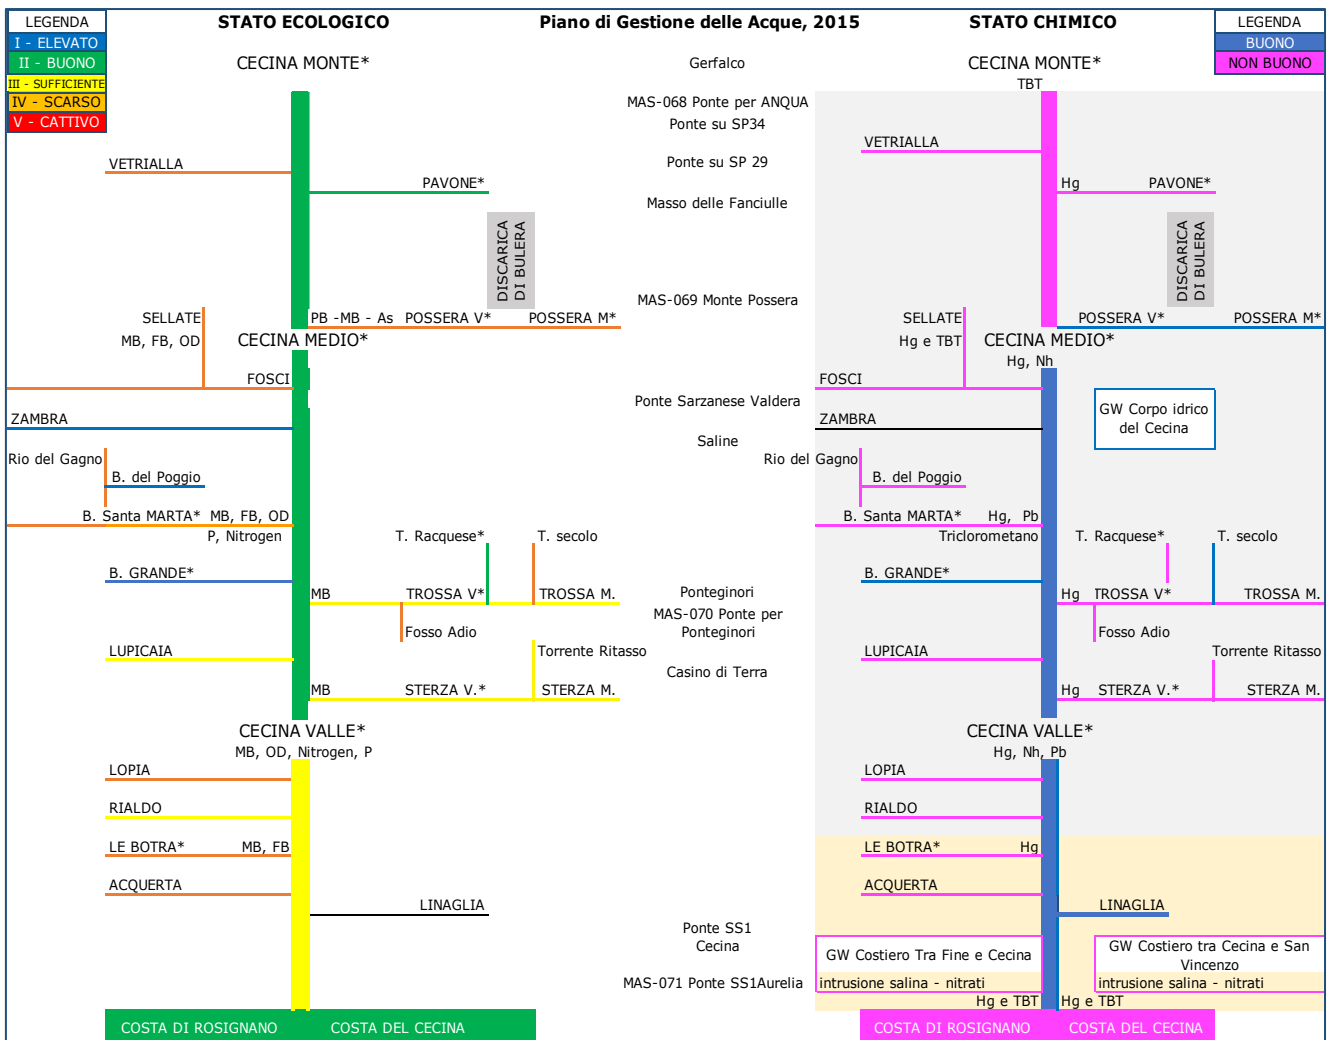 LEGENDA
STATO ECOLOGICO
Piano di Gestione delle Acque, 2015
STATO CHIMICO
LEGENDA
I - ELEVATO
II - BUONO
III - SUFFICIENTE
IV - SCARSO
V - CATTIVO
BUONO
NON BUONO
CECINA MONTE*
VETRIALLA
PAVONE*
DISCARICA
DI BULERA
SELLATE
MB, FB, OD
PB -MB - As
POSSERA V*
POSSERA M*
CECINA MEDIO*
FOSCI
ZAMBRA
Rio del Gagno
B. del Poggio
B. Santa MARTA*
MB, FB, OD
P, Nitrogen
T. Racquese*
T. secolo
B. GRANDE*
MB
TROSSA V*
TROSSA M.
Fosso Adio
LUPICAIA
Torrente Ritasso
MB
STERZA V.*
STERZA M.
CECINA VALLE*
MB, OD, Nitrogen, P
LOPIA
RIALDO
LE BOTRA*
MB, FB
ACQUERTA
LINAGLIA
COSTA DI ROSIGNANO
COSTA DEL CECINA
Gerfalco
MAS-068 Ponte per ANQUA
Ponte su SP34
Ponte su SP 29
Masso delle Fanciulle
MAS-069 Monte Possera
Ponte Sarzanese Valdera
Saline
Ponteginori
MAS-070 Ponte per
Ponteginori
Casino di Terra
Ponte SS1
Cecina
MAS-071 Ponte SS1Aurelia
CECINA MONTE*
TBT
VETRIALLA
Hg
PAVONE*
DISCARICA
DI BULERA
SELLATE
Hg e TBT
POSSERA V*
POSSERA M*
CECINA MEDIO*
Hg, Nh
FOSCI
GW Corpo idrico
del Cecina
ZAMBRA
Rio del Gagno
B. del Poggio
B. Santa MARTA*
Hg, Pb
Triclorometano
T. Racquese*
T. secolo
B. GRANDE*
Hg
TROSSA V*
TROSSA M.
Fosso Adio
LUPICAIA
Torrente Ritasso
Hg
STERZA V.*
STERZA M.
CECINA VALLE*
Hg, Nh, Pb
LOPIA
RIALDO
LE BOTRA*
Hg
ACQUERTA
LINAGLIA
GW Costiero Tra Fine e Cecina
intrusione salina - nitrati
GW Costiero tra Cecina e San
Vincenzo
intrusione salina - nitrati
Hg e TBT
Hg e TBT
COSTA DI ROSIGNANO
COSTA DEL CECINA